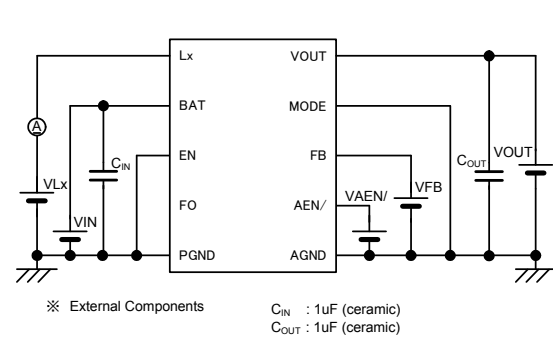 Lx
VOUT
BAT
MODE
EN
FB
FO
AEN/
PGND
AGND
A
VLx
VIN
CIN
VAEN/
VFB
COUT
VOUT
※ External Components
CIN : 1uF (ceramic)
COUT : 1uF (ceramic)